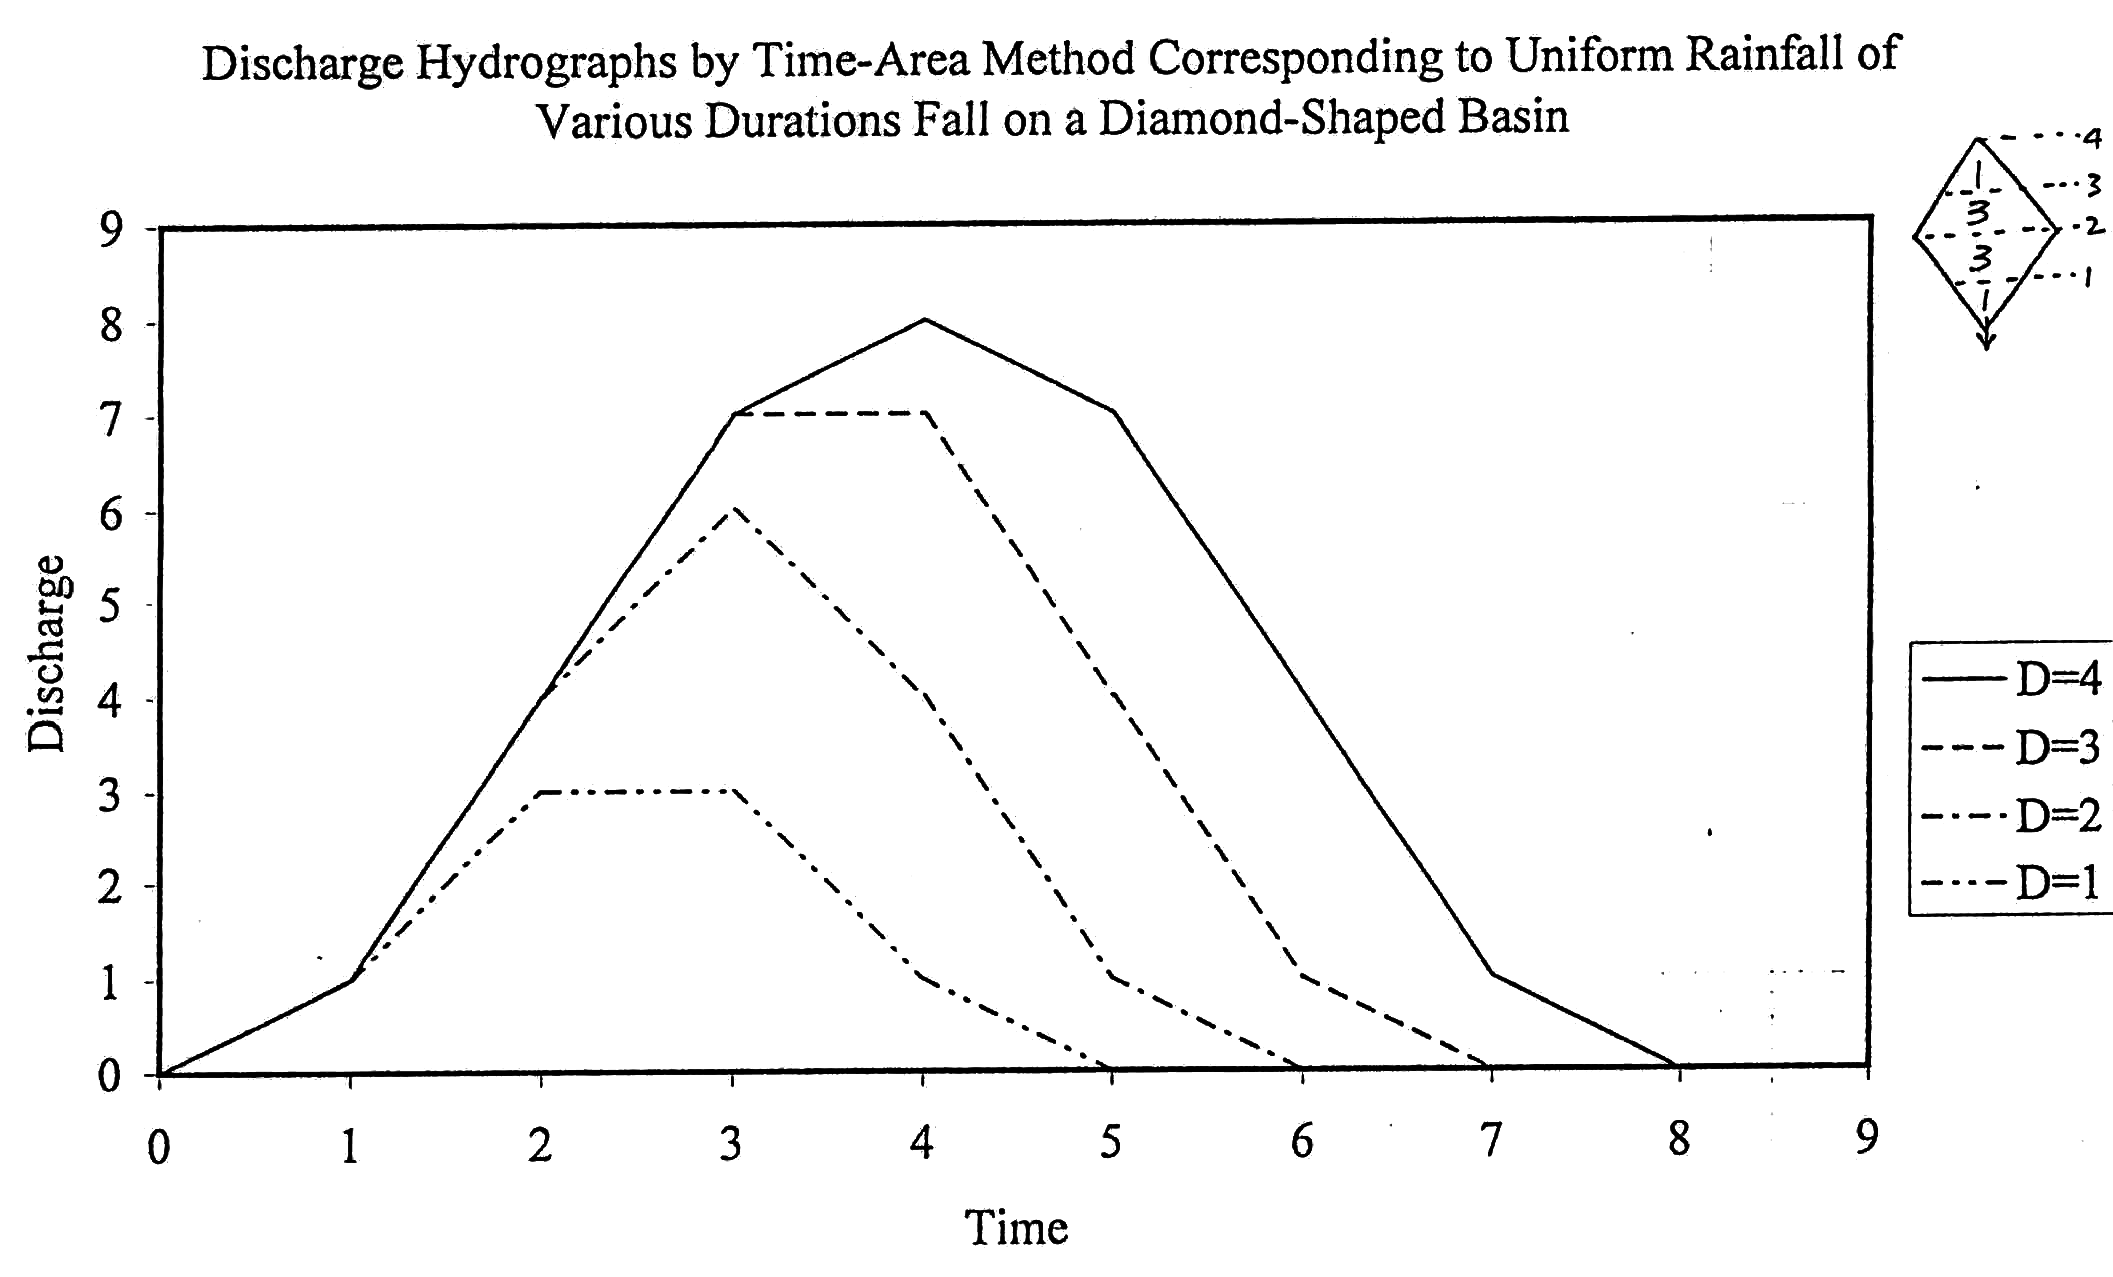 Discharge Hydrographs by Time-Area Method Corresponding to Uniform Rainfall of
Various Durations Fall on a Diamond-Shaped Basin
4
1
3
3
2
3
1
1
9
8
7
6
5
4
3
2
1
0
Discharge
0 1 2 3 4 5 6 7 8 9
Time
D=4
D=3
D=2
D=1